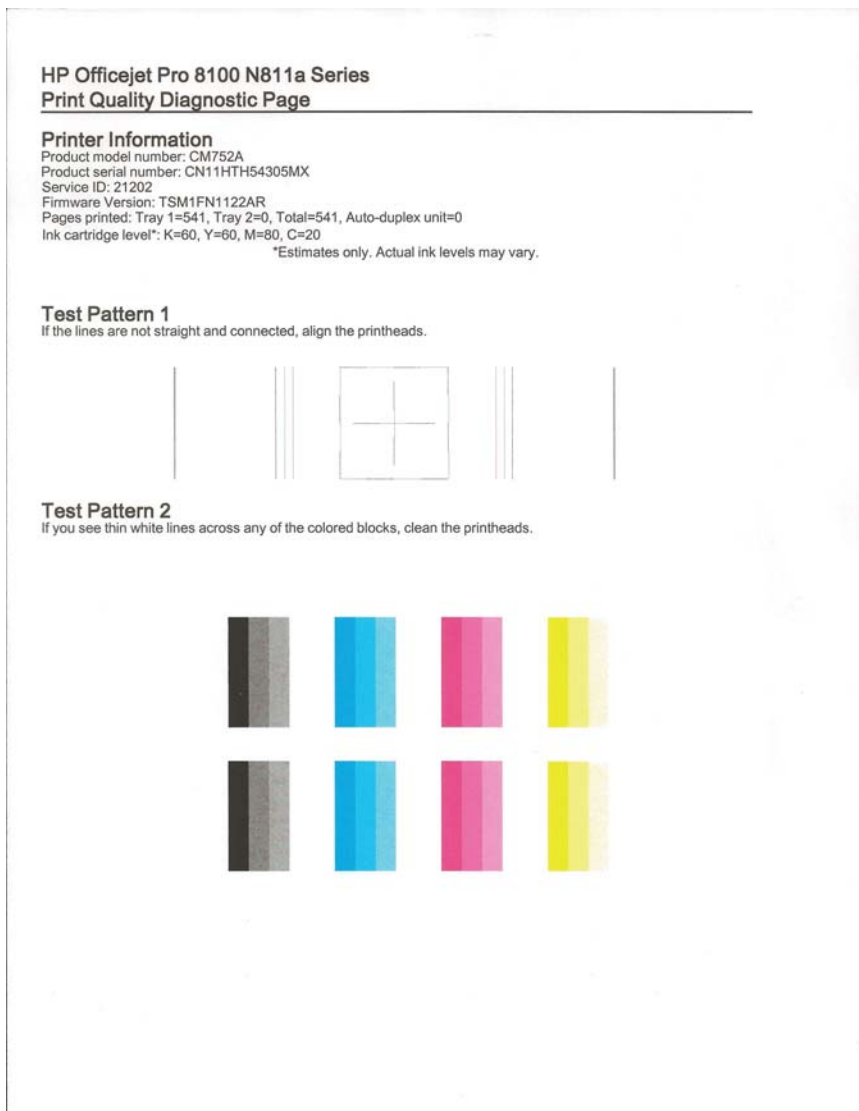 HP Officejet Pro 8100 N811a Series
Print Quality Diagnostic Page
Printer Information
Product model number: CM752A
Product serial number: CN11HTH54305MX
Service ID: 21202
Firmware Version: TSM1FN1122AR
Pages printed: Tray 1=541, Tray 2=0, Total=541, Auto-duplex unit=0
Ink cartridge level*: K=60, Y=60, M=80, C=20
*Estimates only. Actual ink levels may vary.
Test Pattern 1
If the lines are not straight and connected, align the printheads.
Test Pattern 2
If you see thin white lines across any of the colored blocks, clean the printheads.